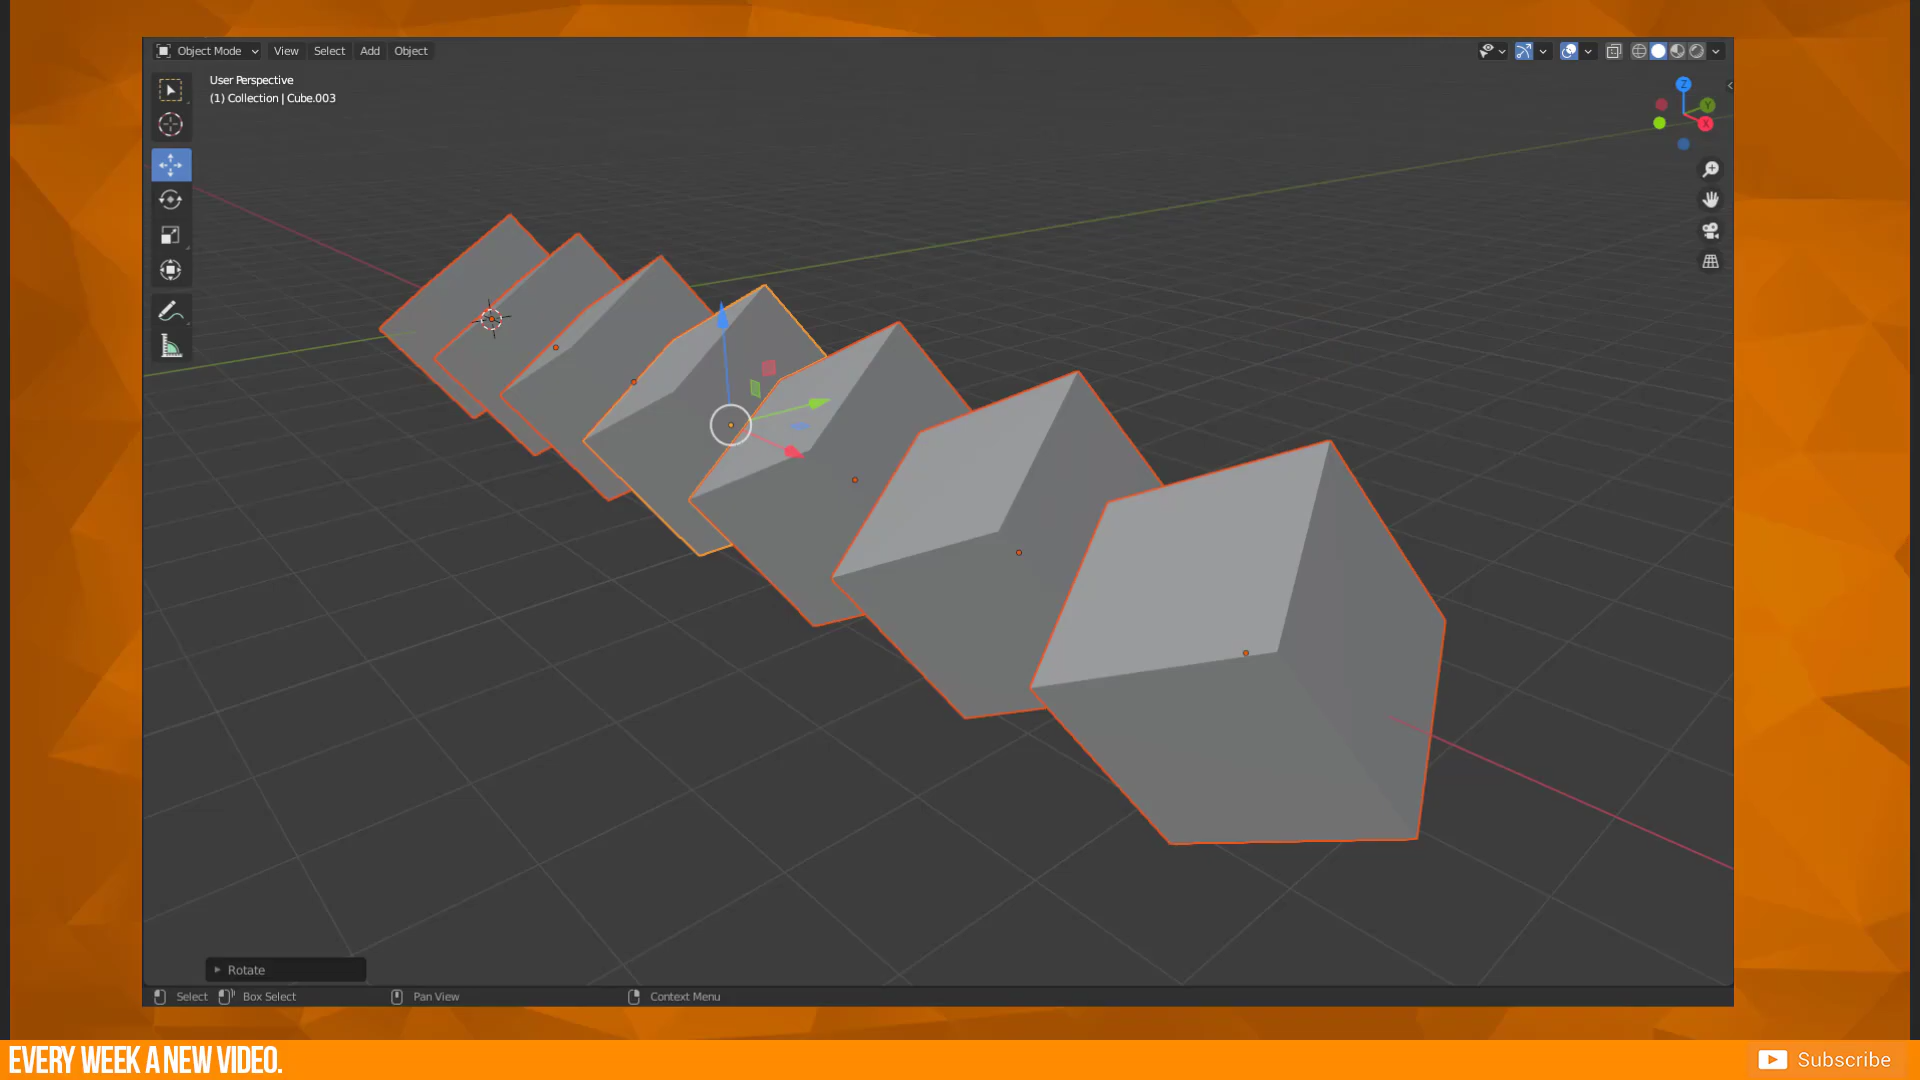 Object Mode View Select Add Object
User Perspective
(1) Collection | Cube.003
Z
Y
X
Rotate
Select Box Select Pan View Context Menu
EVERY WEEK A NEW VIDEO.
Subscribe